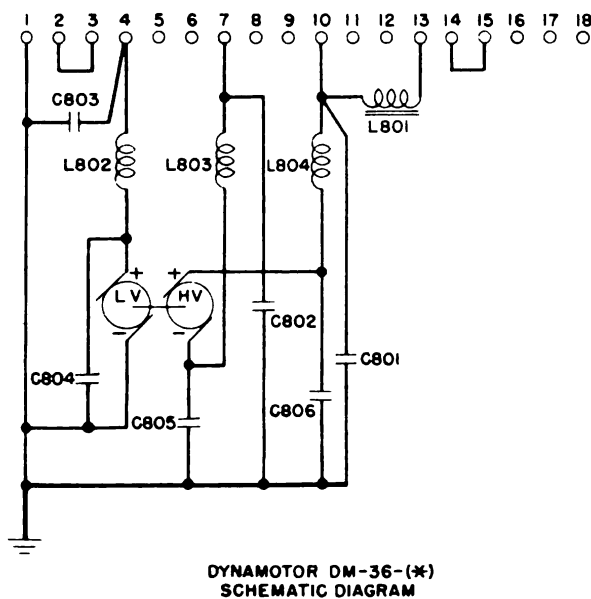 1 2 3 4 5 6 7 8 9 10 11 12 13 14 15 16 17 18
C803
L801
L802 L803 L804
+ +
LV HV
- -
C802
C801
C804
C806
C805
DYNAMOTOR DM-36-(*)
SCHEMATIC DIAGRAM